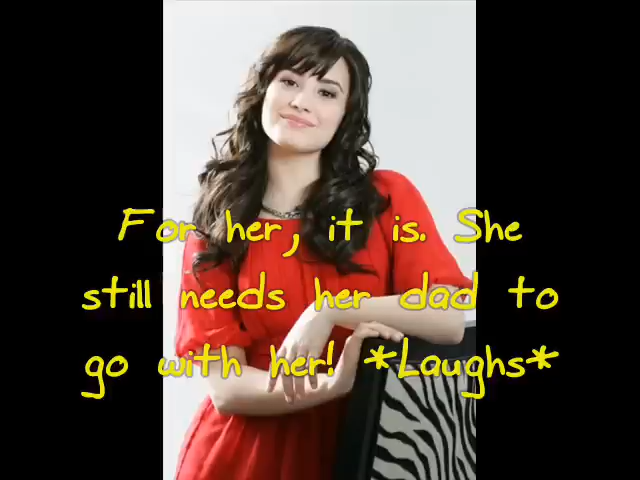 For her, it is. She
still needs her dad to
go with her! *Laughs*